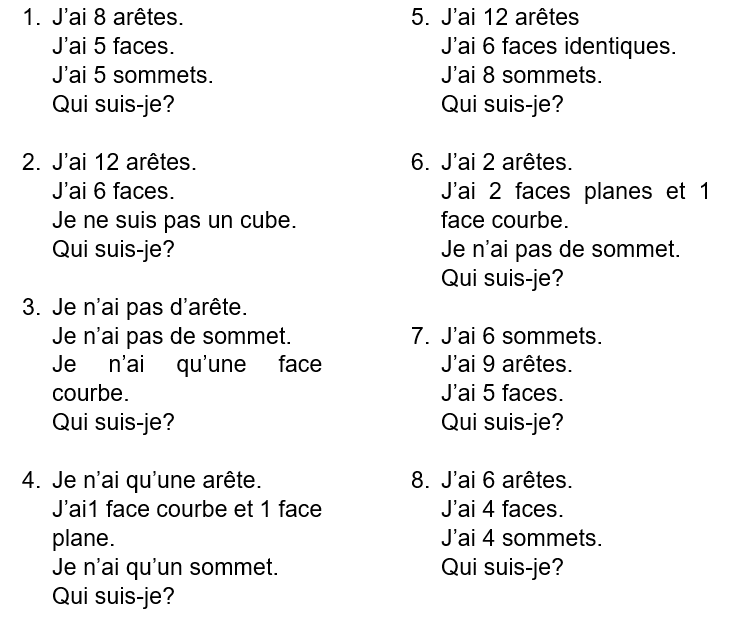 1. J'ai 8 arêtes.
J'ai 5 faces.
J'ai 5 sommets.
Qui suis-je?
2. J'ai 12 arêtes.
J'ai 6 faces.
Je ne suis pas un cube.
Qui suis-je?
3. Je n'ai pas d'arête.
Je n'ai pas de sommet.
Je n'ai qu'une face
courbe.
Qui suis-je?
4. Je n'ai qu'une arête.
J'ai1 face courbe et 1 face
plane.
Je n'ai qu'un sommet.
Qui suis-je?
5. J'ai 12 arêtes
J'ai 6 faces identiques.
J'ai 8 sommets.
Qui suis-je?
6. J'ai 2 arêtes.
J'ai 2 faces planes et 1
face courbe.
Je n'ai pas de sommet.
Qui suis-je?
7. J'ai 6 sommets.
J'ai 9 arêtes.
J'ai 5 faces.
Qui suis-je?
8. J'ai 6 arêtes.
J'ai 4 faces.
J'ai 4 sommets.
Qui suis-je?